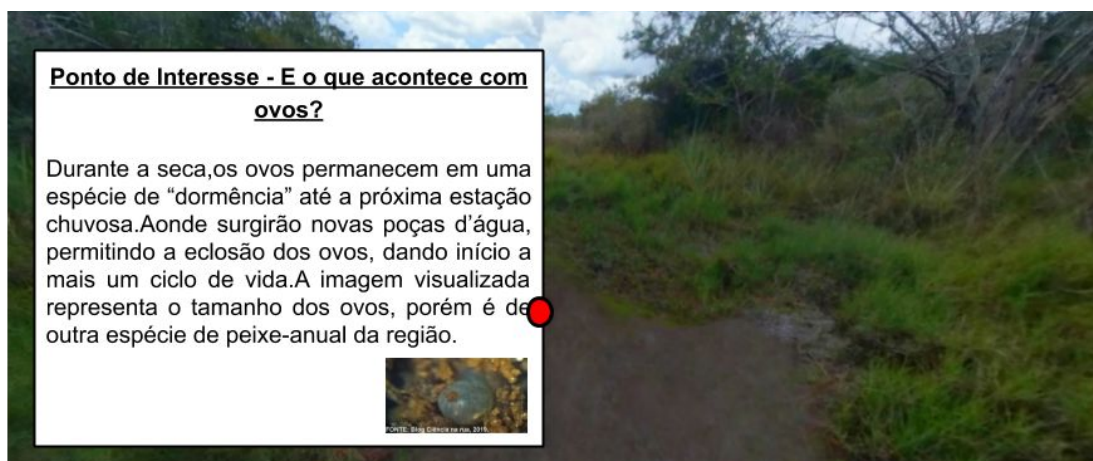 Ponto de Interesse - E o que acontece com
ovos?
Durante a seca,os ovos permanecem em uma
espécie de “dormência” até a próxima estação
chuvosa.Aonde surgirão novas poças d’água,
permitindo a eclosão dos ovos, dando início a
mais um ciclo de vida.A imagem visualizada
representa o tamanho dos ovos, porém é de
outra espécie de peixe-anual da região.
FONTE: Blog Ciência na rua, 2019.